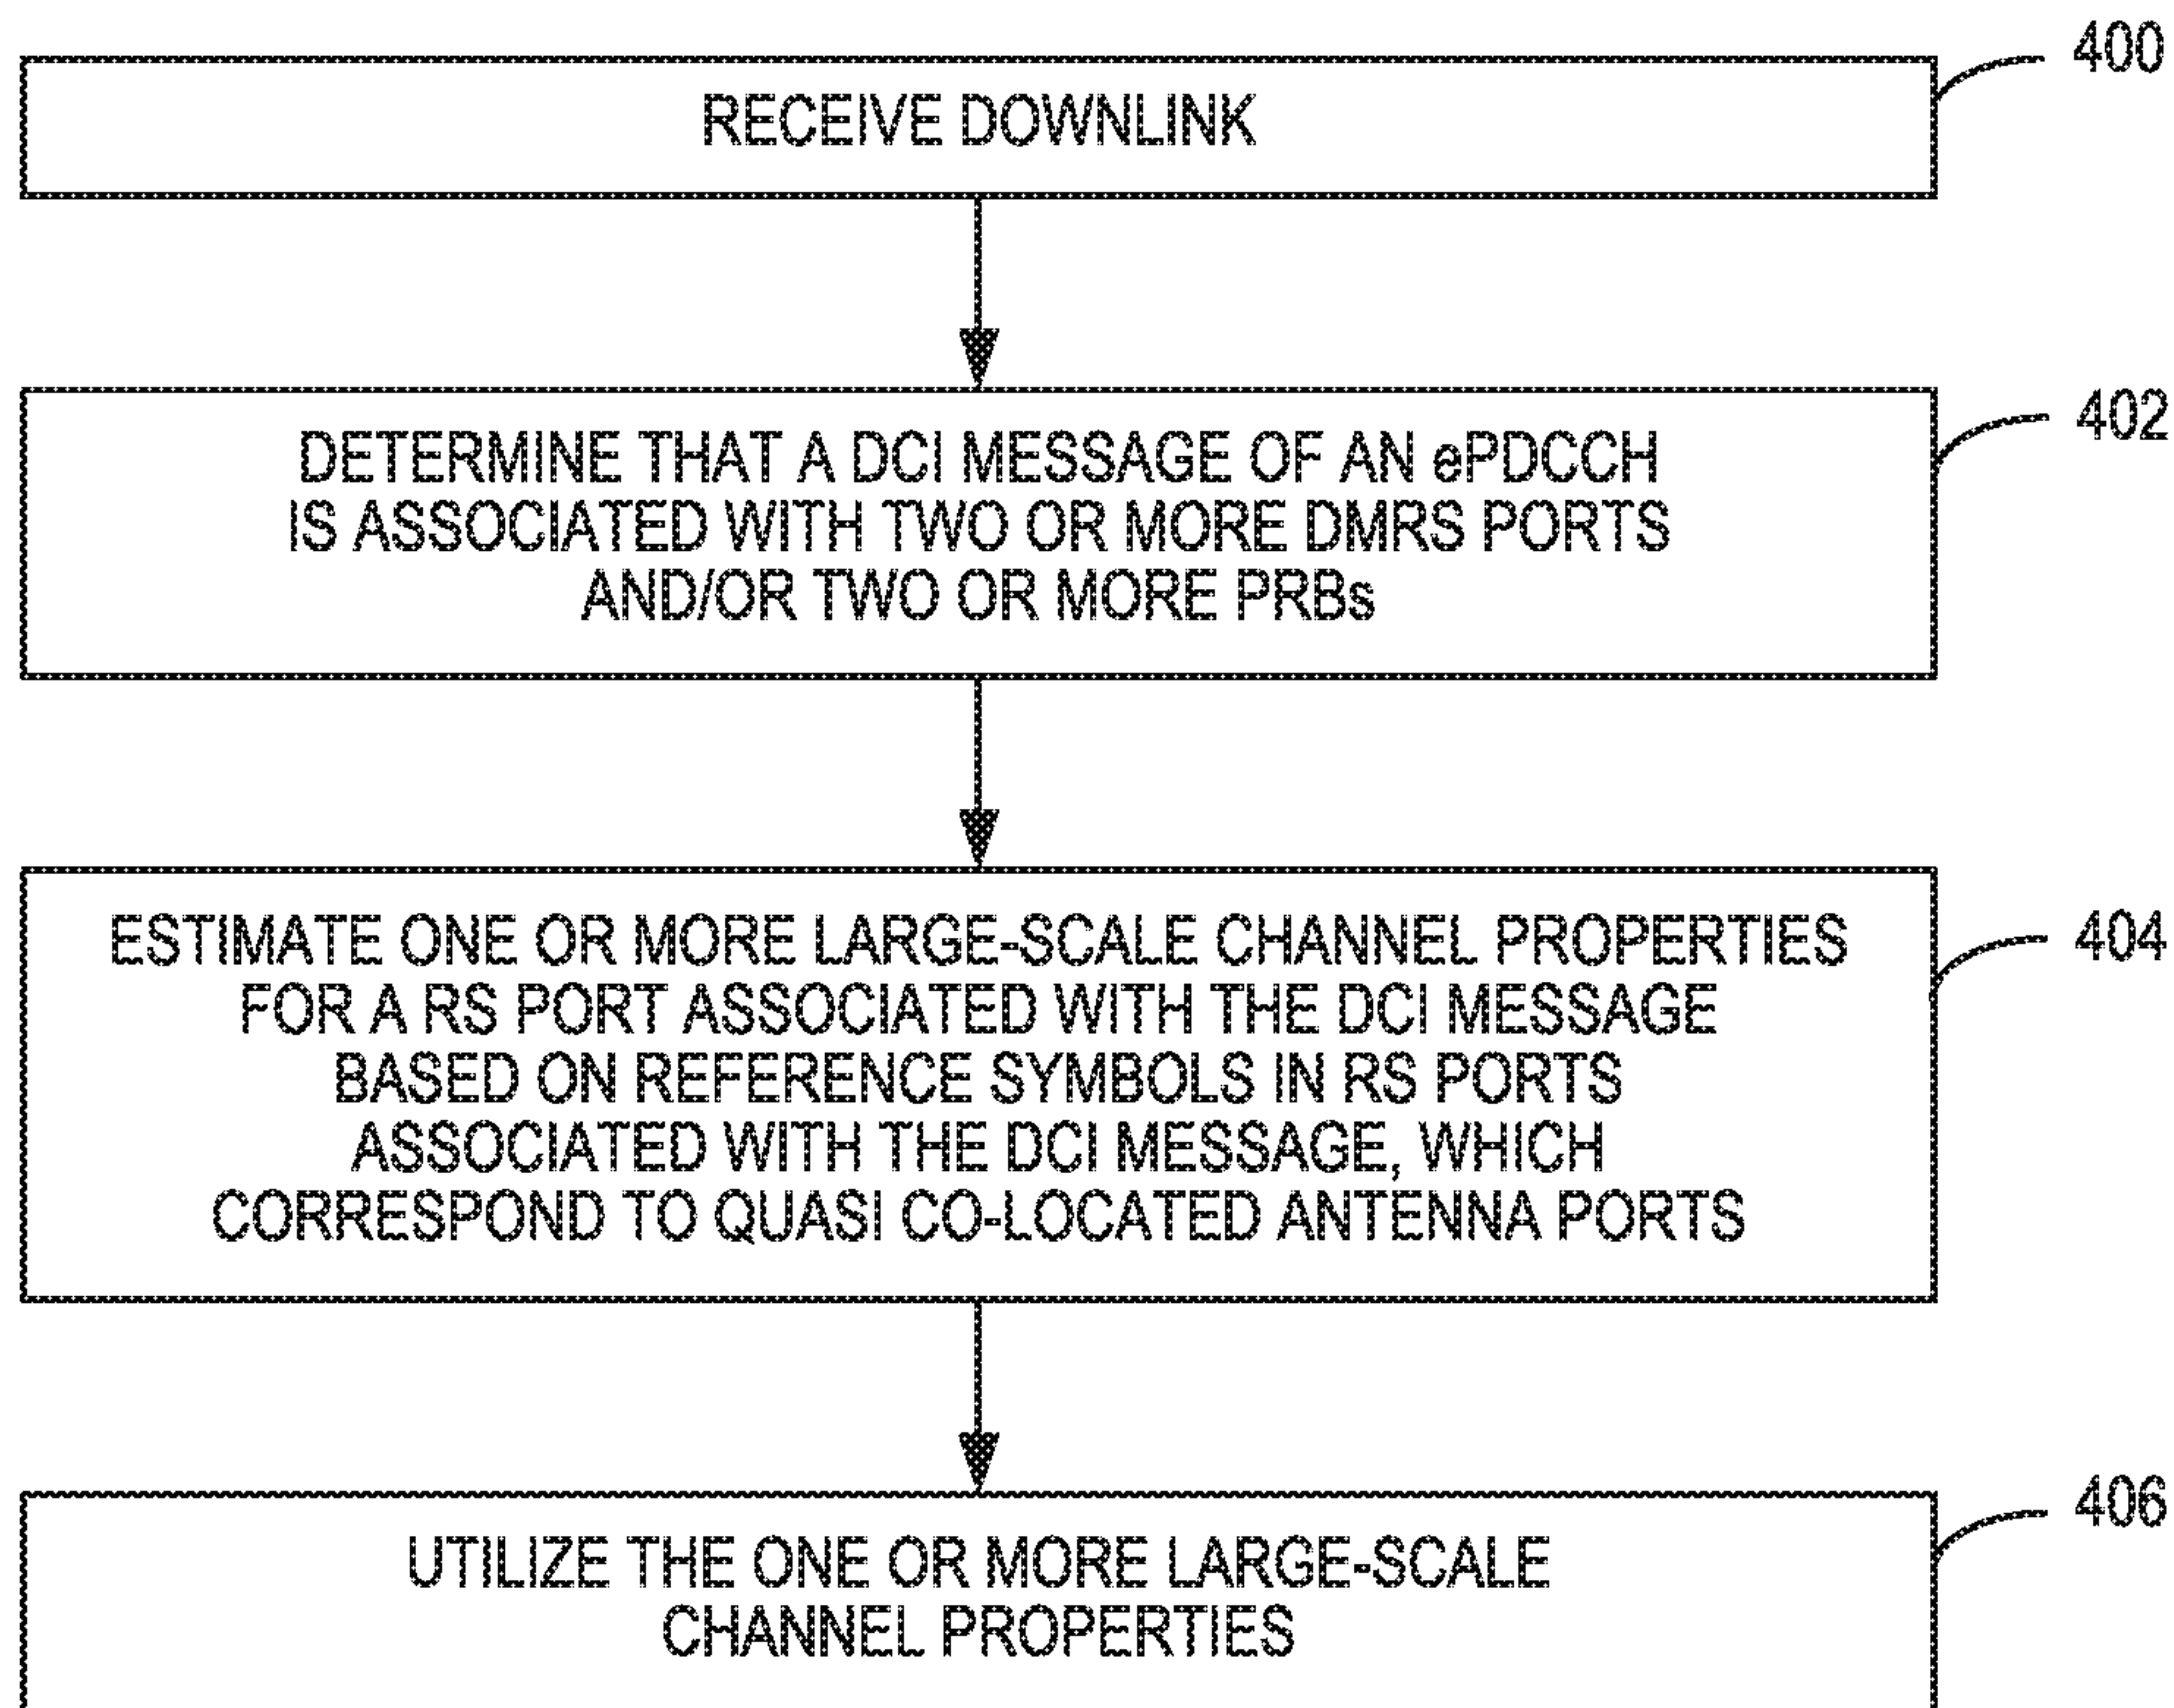 400
RECEIVE DOWNLINK
402
DETERMINE THAT A DCI MESSAGE OF AN ePDCCH
IS ASSOCIATED WITH TWO OR MORE DMRS PORTS
AND/OR TWO OR MORE PRBs
404
ESTIMATE ONE OR MORE LARGE-SCALE CHANNEL PROPERTIES
FOR A RS PORT ASSOCIATED WITH THE DCI MESSAGE
BASED ON REFERENCE SYMBOLS IN RS PORTS
ASSOCIATED WITH THE DCI MESSAGE, WHICH
CORRESPOND TO QUASI CO-LOCATED ANTENNA PORTS
406
UTILIZE THE ONE OR MORE LARGE-SCALE
CHANNEL PROPERTIES